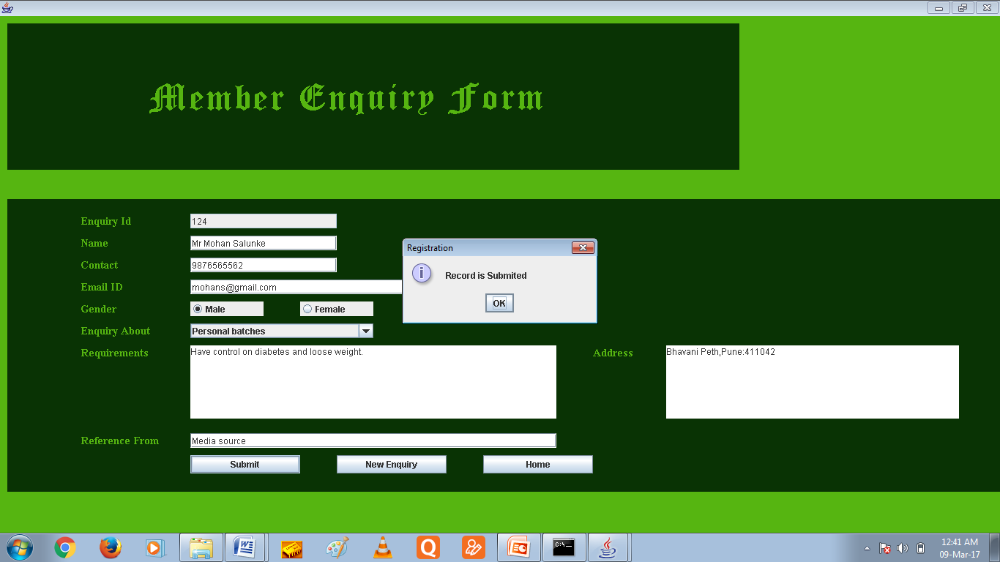 Member Enquiry Form
Enquiry Id 124
Name Mr Mohan Salunke
Contact 9876565562
Email ID mohans@gmail.com
Gender Male Female
Enquiry About Personal batches
Requirements Have control on diabetes and loose weight.
Address Bhavani Peth,Pune:411042
Reference From Media source
Submit New Enquiry Home
Registration
i
Record is Submited
OK
C:\_
12:41 AM
09-Mar-17